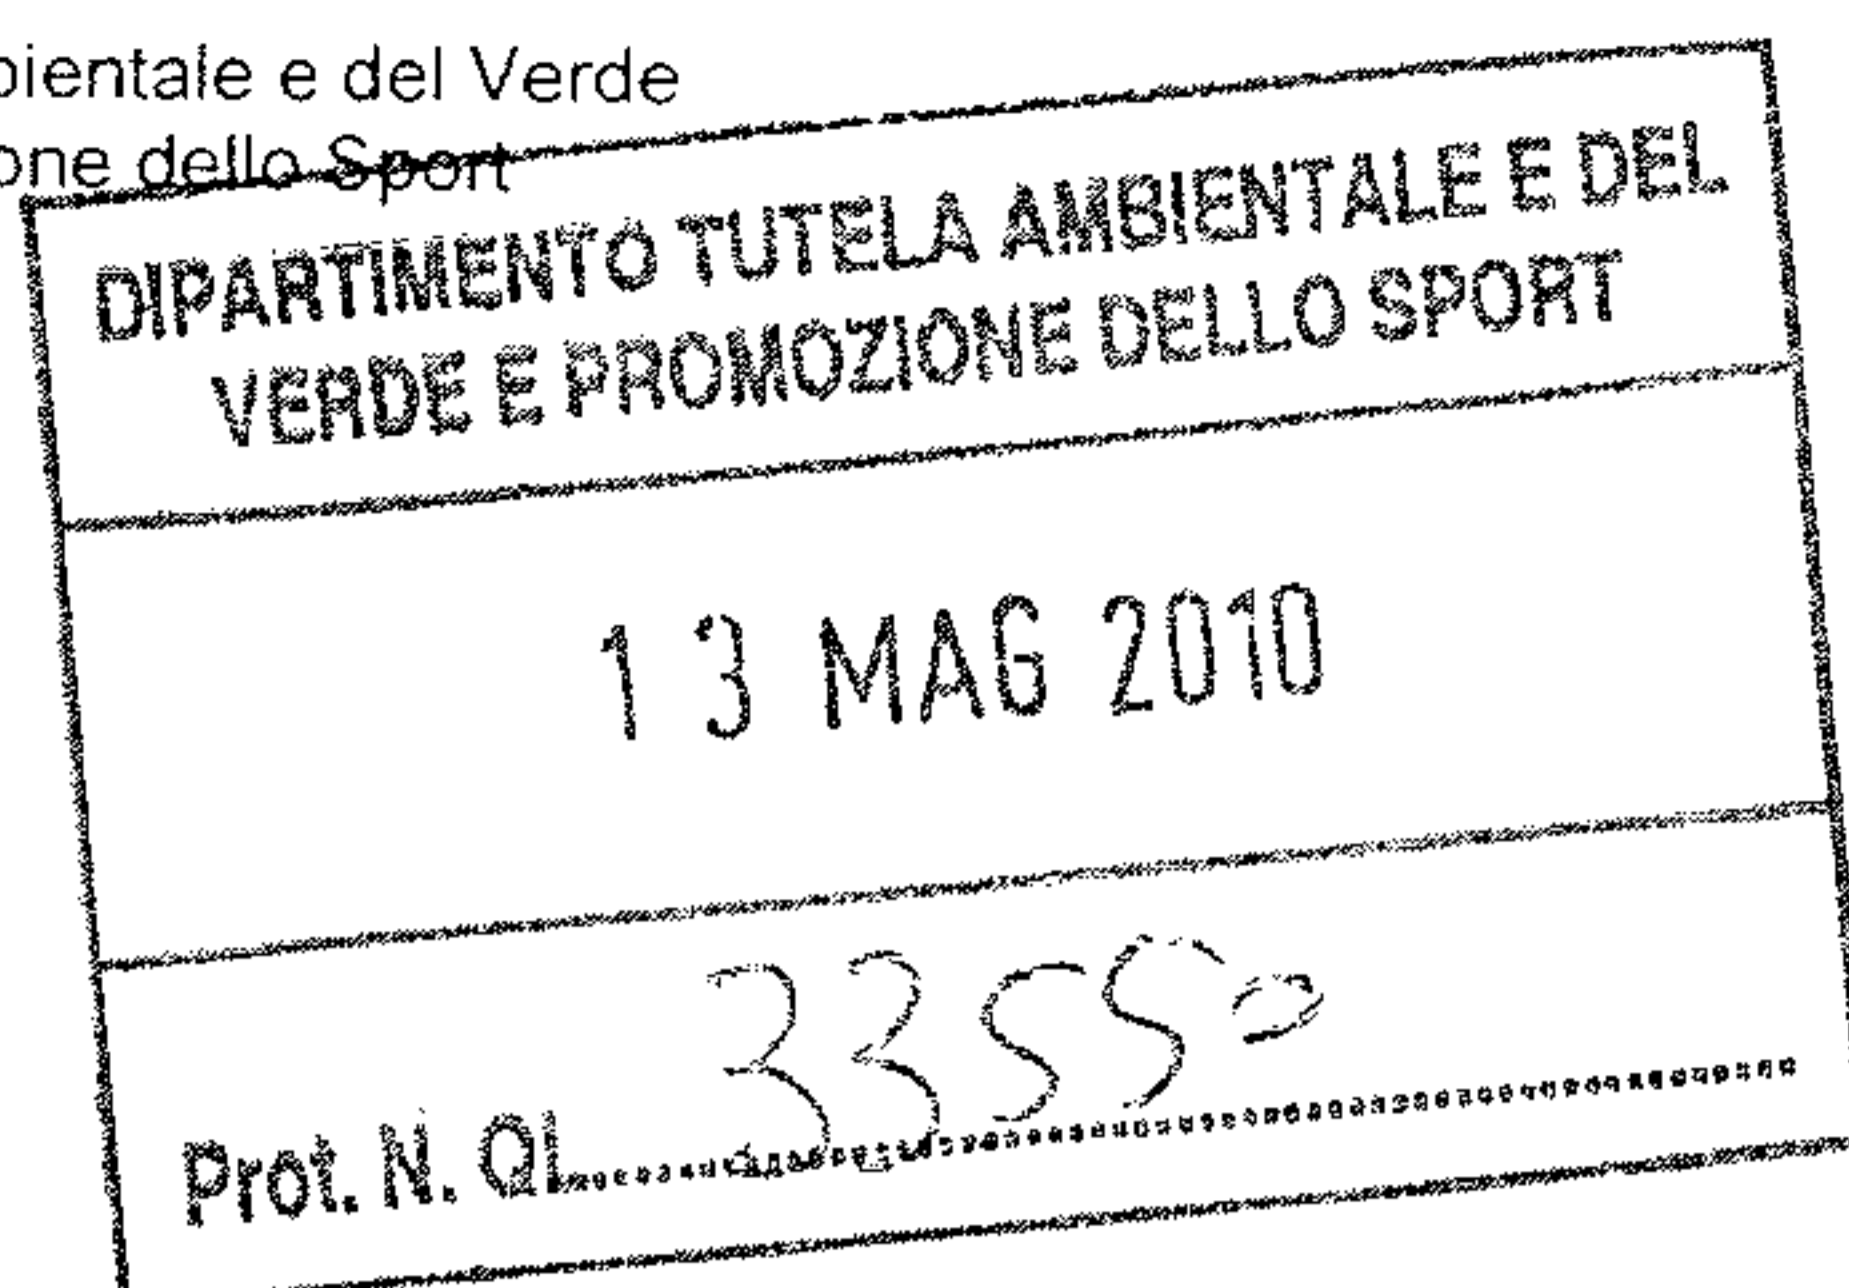 bientale e del Verde
one dello Sport
DIPARTIMENTO TUTELA AMBIENTALE E DEL
VERDE E PROMOZIONE DELLO SPORT
13 MAG 2010
Prot. N. QL 33550